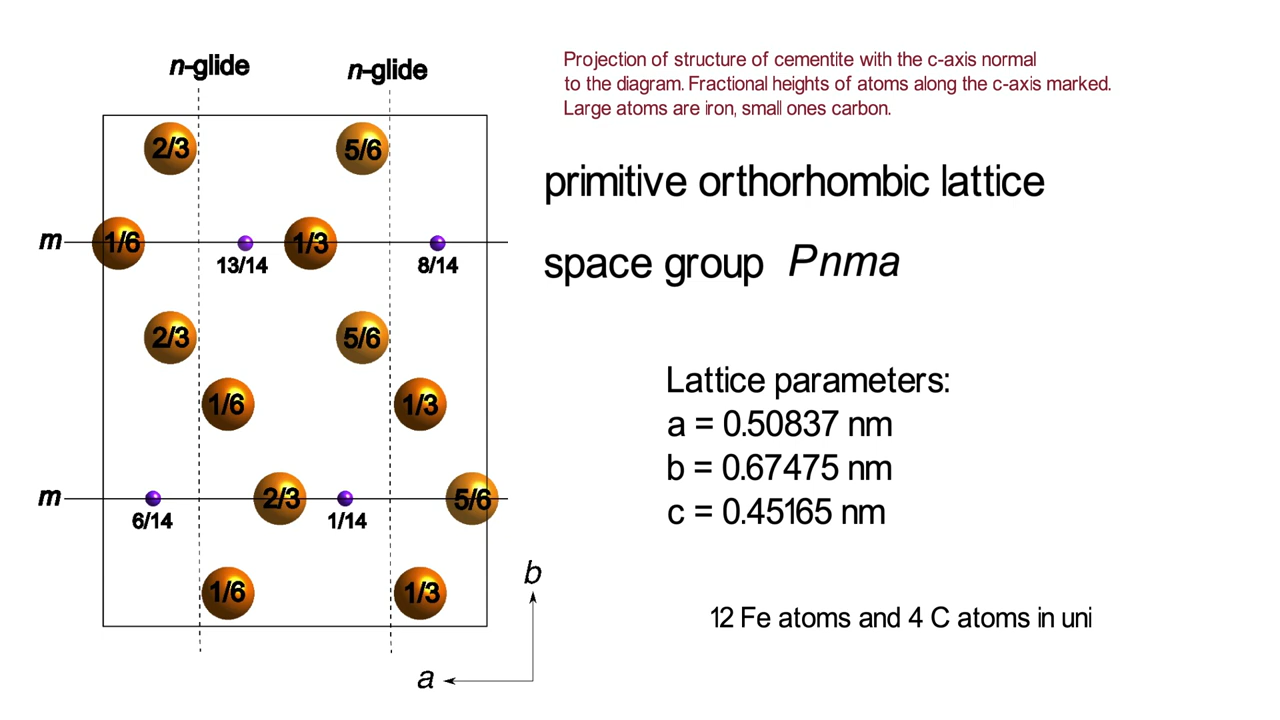 n-glide
n-glide
Projection of structure of cementite with the c-axis normal
to the diagram. Fractional heights of atoms along the c-axis marked.
Large atoms are iron, small ones carbon.
2/3
5/6
primitive orthorhombic lattice
m
1/6
1/3
13/14
8/14
space group Pnma
2/3
5/6
Lattice parameters:
1/6
1/3
a = 0.50837 nm
b = 0.67475 nm
m
2/3
5/6
c = 0.45165 nm
6/14
1/14
b
1/6
1/3
12 Fe atoms and 4 C atoms in uni
a